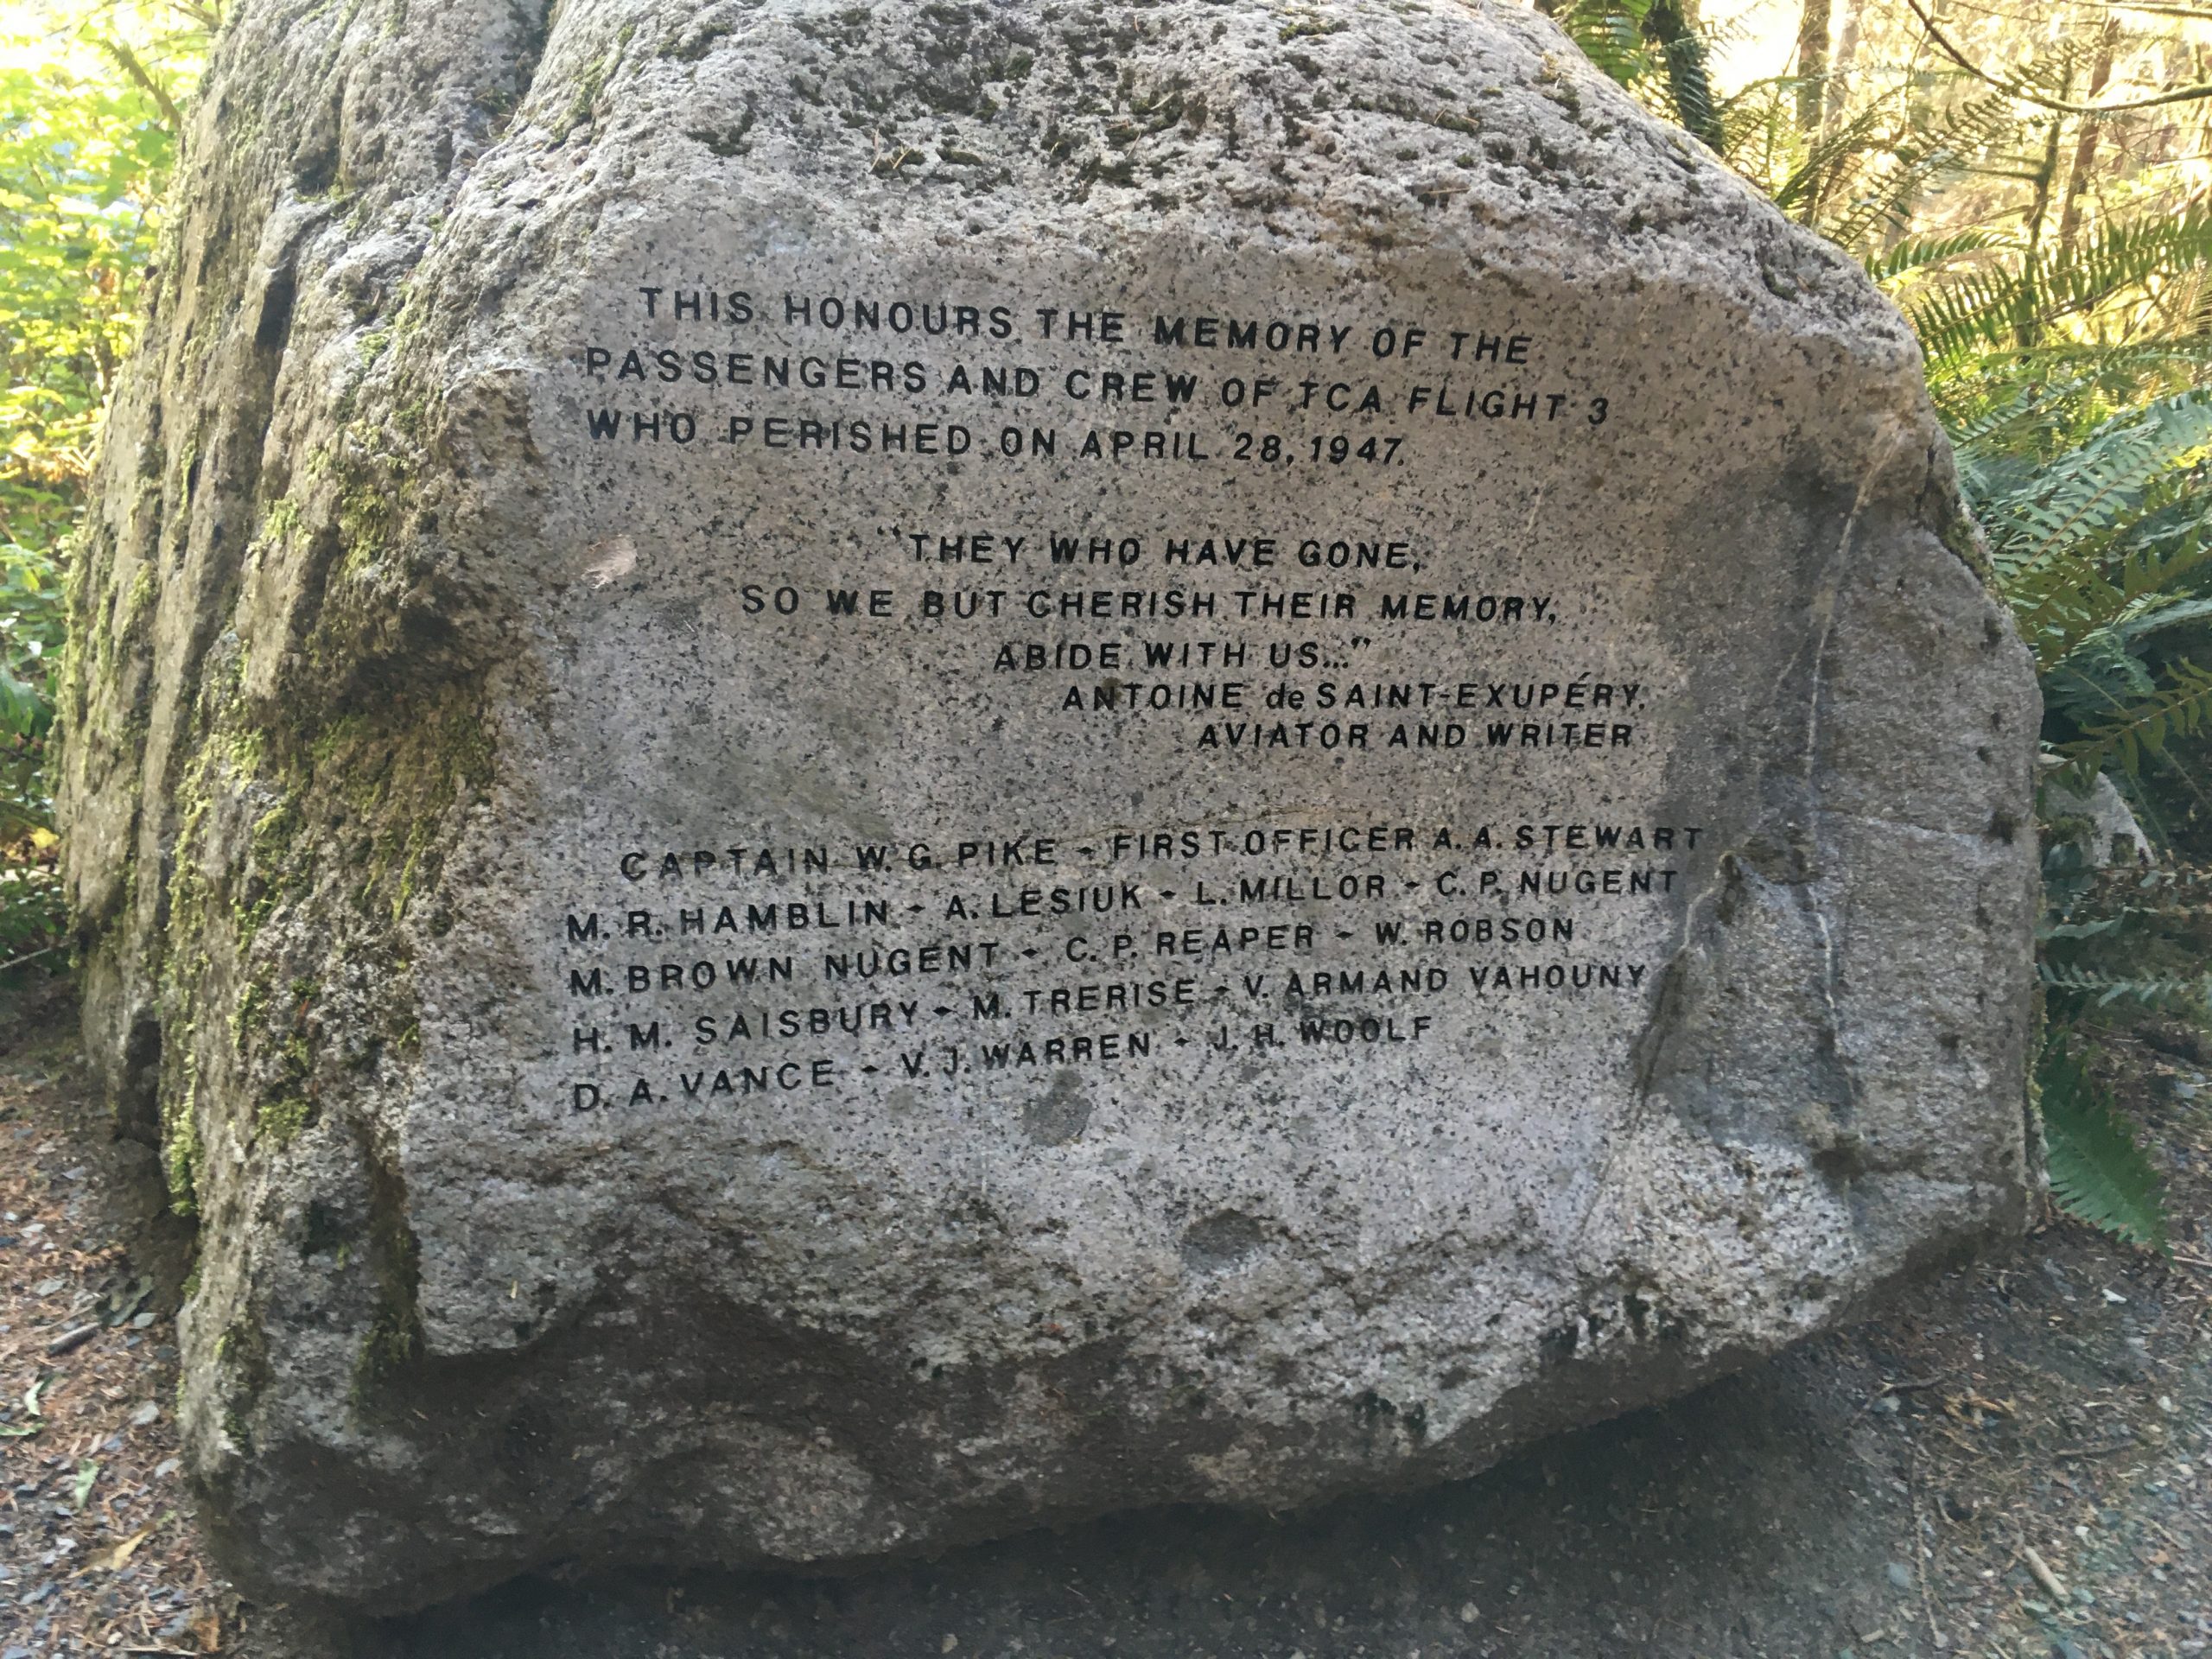 THIS HONOURS THE MEMORY OF THE
PASSENGERS AND CREW OF TCA FLIGHT 3
WHO PERISHED ON APRIL 28, 1947.
"THEY WHO HAVE GONE,
SO WE BUT CHERISH THEIR MEMORY,
ABIDE WITH US..."
ANTOINE de SAINT-EXUPÉRY,
AVIATOR AND WRITER
CAPTAIN W. G. PIKE - FIRST OFFICER A. A. STEWART
M. R. HAMBLIN - A. LESIUK - L. MILLOR - C. P. NUGENT
M. BROWN NUGENT - C. P. REAPER - W. ROBSON
H. M. SAISBURY - M. TRERISE - V. ARMAND VAHOUNY
D. A. VANCE - V. J. WARREN - J. H. WOOLF